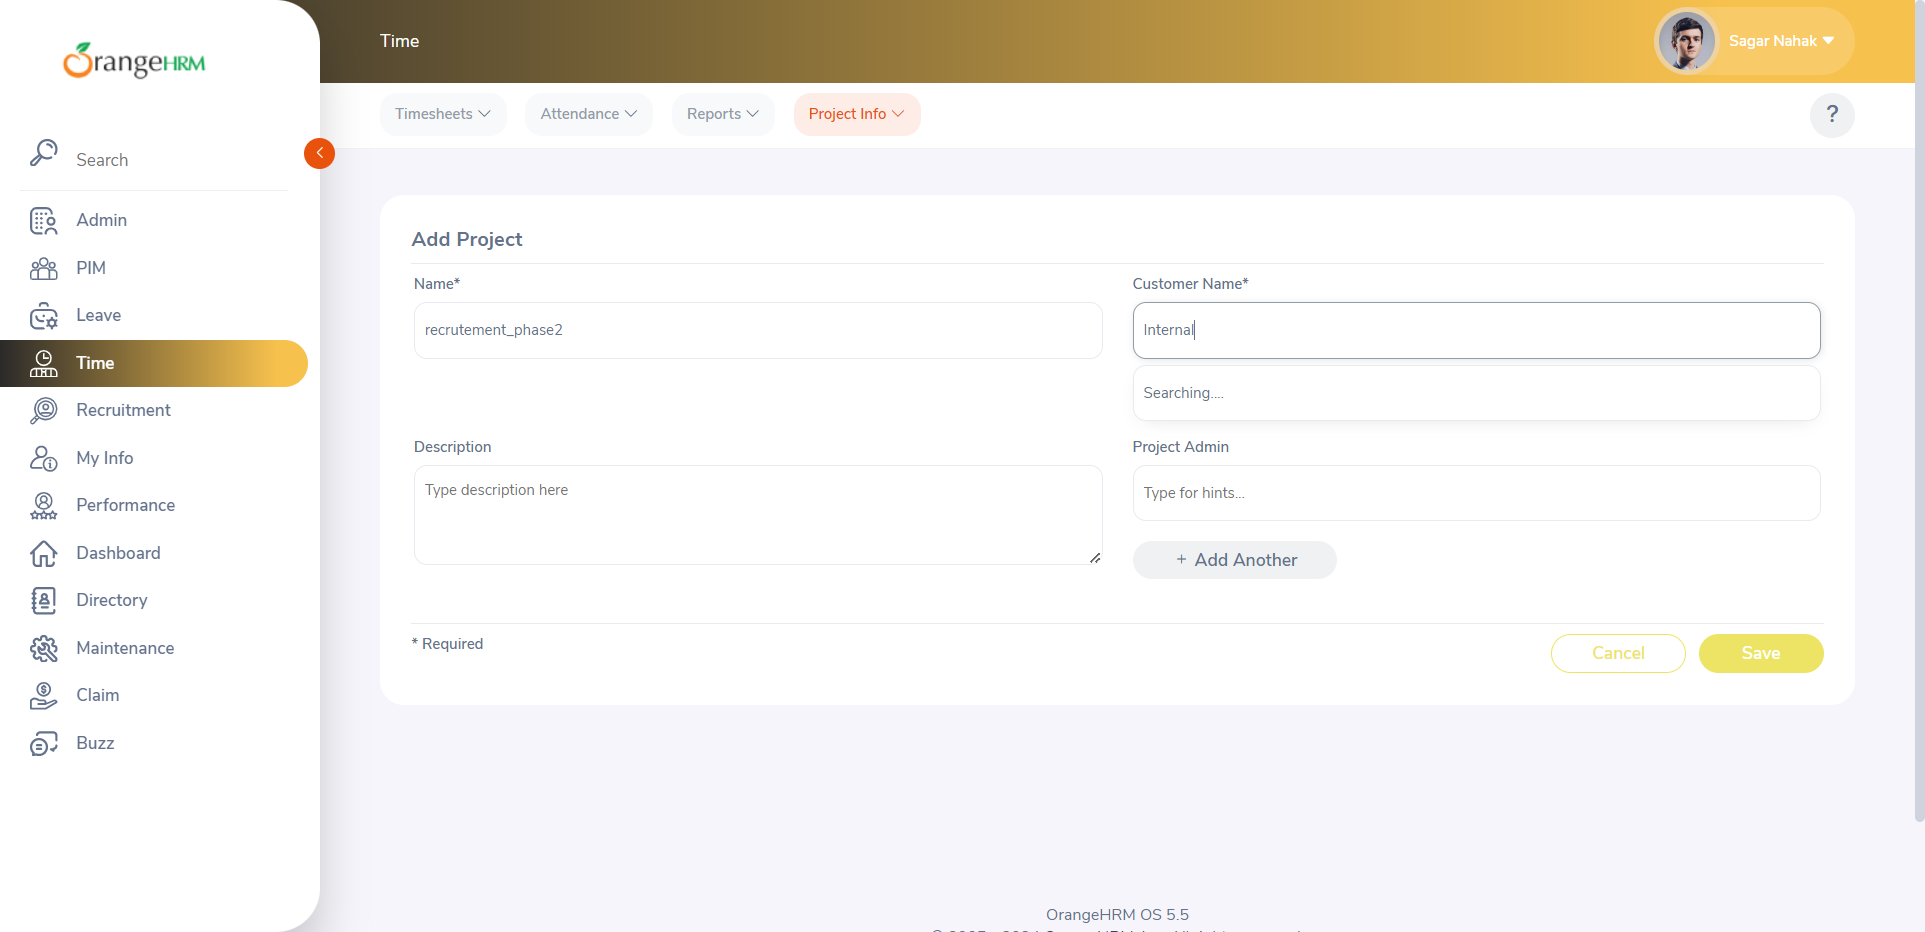 OrangeHRM
Time
Sagar Nahak
Timesheets
Attendance
Reports
Project Info
?
Search
Admin
PIM
Leave
Time
Recruitment
My Info
Performance
Dashboard
Directory
Maintenance
Claim
Buzz
Add Project
Name*
Customer Name*
recrutement_phase2
Internal
Searching....
Description
Project Admin
Type description here
Type for hints...
+ Add Another
* Required
Cancel
Save
OrangeHRM OS 5.5